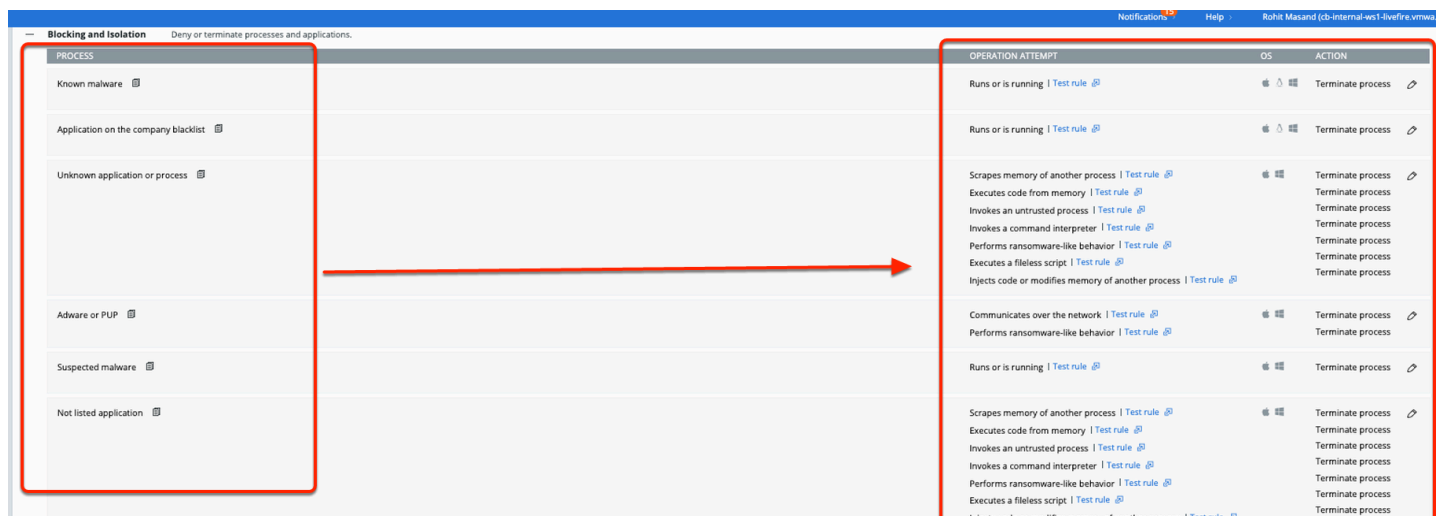 Notifications 15 Help Rohit Masand (cb-internal-ws1-livefire.vmwa
Blocking and Isolation Deny or terminate processes and applications.
PROCESS OPERATION ATTEMPT OS ACTION
Known malware Runs or is running | Test rule Terminate process
Application on the company blacklist Runs or is running | Test rule Terminate process
Unknown application or process Scrapes memory of another process | Test rule Terminate process
Executes code from memory | Test rule Terminate process
Invokes an untrusted process | Test rule Terminate process
Invokes a command interpreter | Test rule Terminate process
Performs ransomware-like behavior | Test rule Terminate process
Executes a fileless script | Test rule Terminate process
Injects code or modifies memory of another process | Test rule Terminate process
Adware or PUP Communicates over the network | Test rule Terminate process
Performs ransomware-like behavior | Test rule Terminate process
Suspected malware Runs or is running | Test rule Terminate process
Not listed application Scrapes memory of another process | Test rule Terminate process
Executes code from memory | Test rule Terminate process
Invokes an untrusted process | Test rule Terminate process
Invokes a command interpreter | Test rule Terminate process
Performs ransomware-like behavior | Test rule Terminate process
Executes a fileless script | Test rule Terminate process
Terminate process